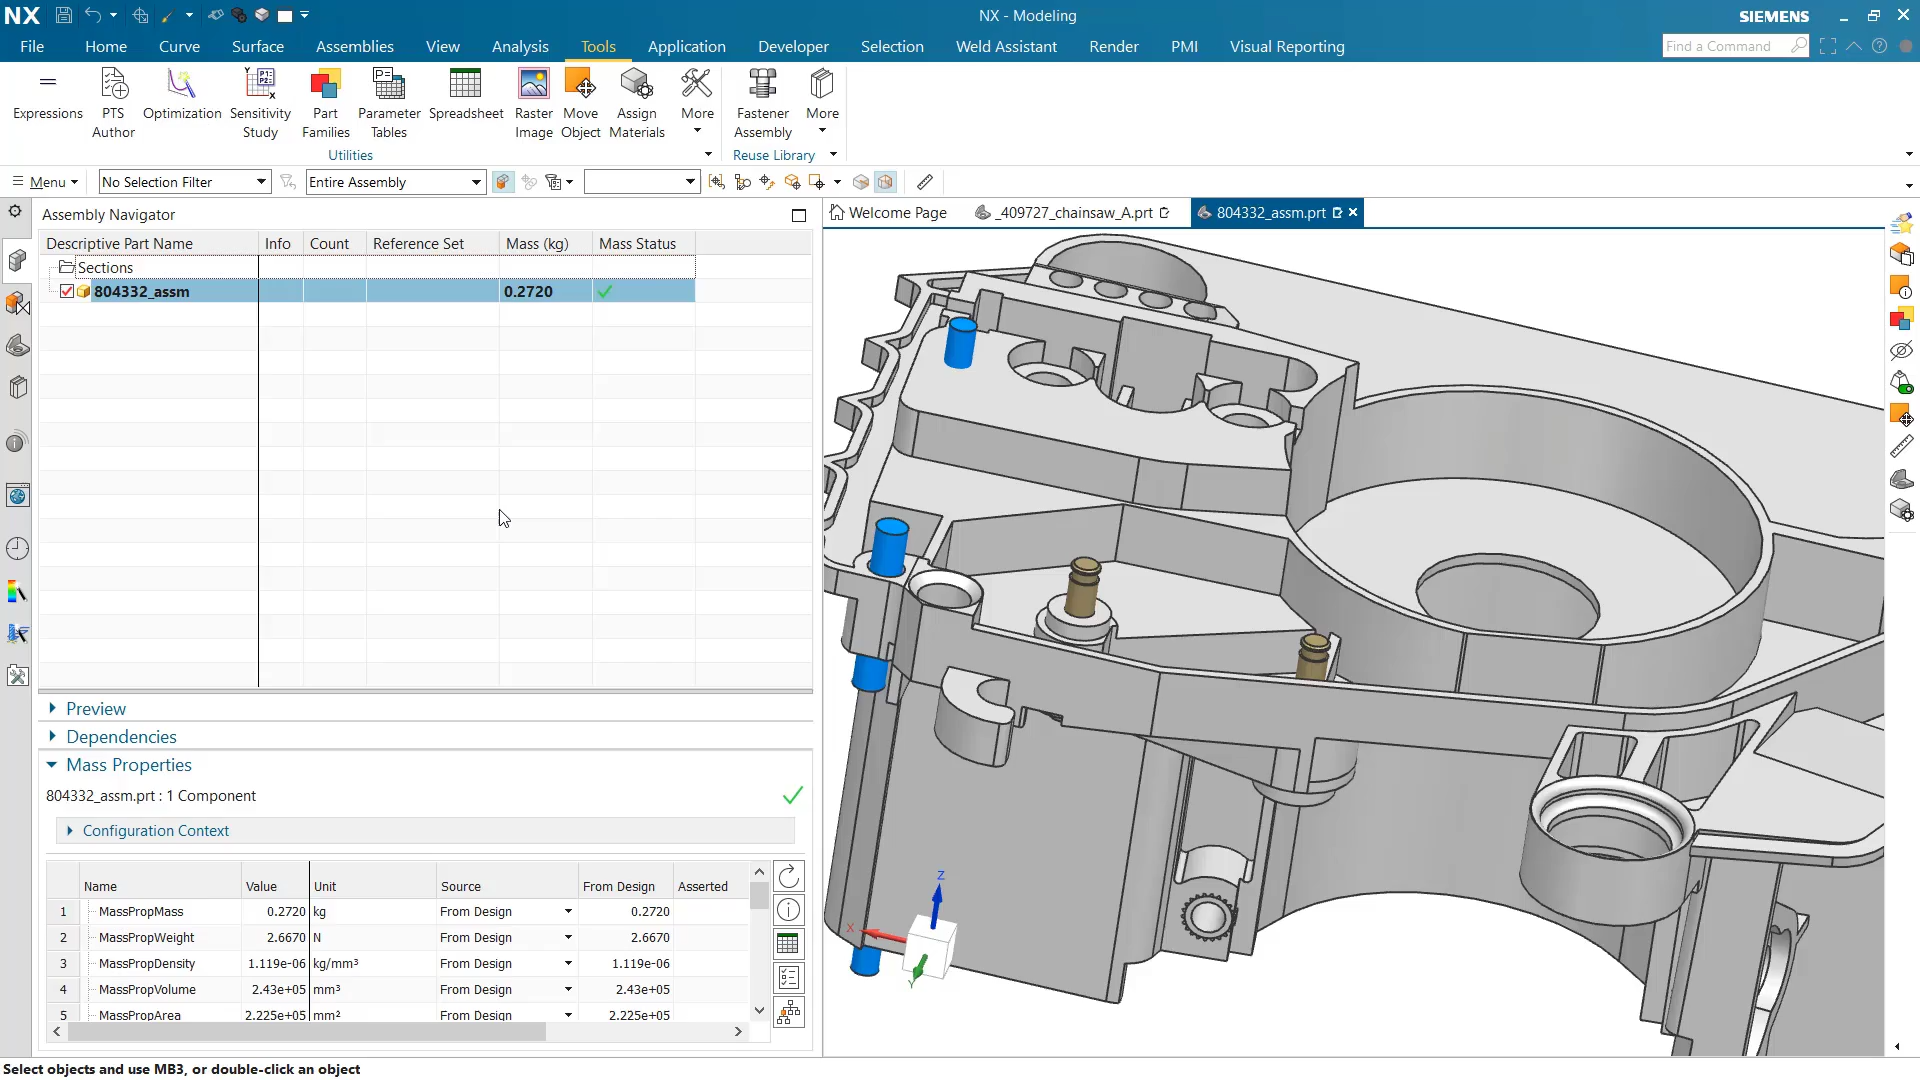 NX
NX - Modeling
SIEMENS
File Home Curve Surface Assemblies View Analysis Tools Application Developer Selection Weld Assistant Render PMI Visual Reporting
Find a Command
Expressions
PTS Author
Optimization
Sensitivity Study
Part Families
Parameter Tables
Spreadsheet
Raster Image
Move Object
Assign Materials
More
Fastener Assembly
More
Utilities
Reuse Library
Menu
No Selection Filter
Entire Assembly
Assembly Navigator
Welcome Page
_409727_chainsaw_A.prt
804332_assm.prt
Descriptive Part Name Info Count Reference Set Mass (kg) Mass Status
Sections
804332_assm 0.2720
Preview
Dependencies
Mass Properties
804332_assm.prt : 1 Component
Configuration Context
Name Value Unit Source From Design Asserted
1 MassPropMass 0.2720 kg From Design 0.2720
2 MassPropWeight 2.6670 N From Design 2.6670
3 MassPropDensity 1.119e-06 kg/mm³ From Design 1.119e-06
4 MassPropVolume 2.43e+05 mm³ From Design 2.43e+05
5 MassPropArea 2.225e+05 mm² From Design 2.225e+05
Z
X
Y
Select objects and use MB3, or double-click an object